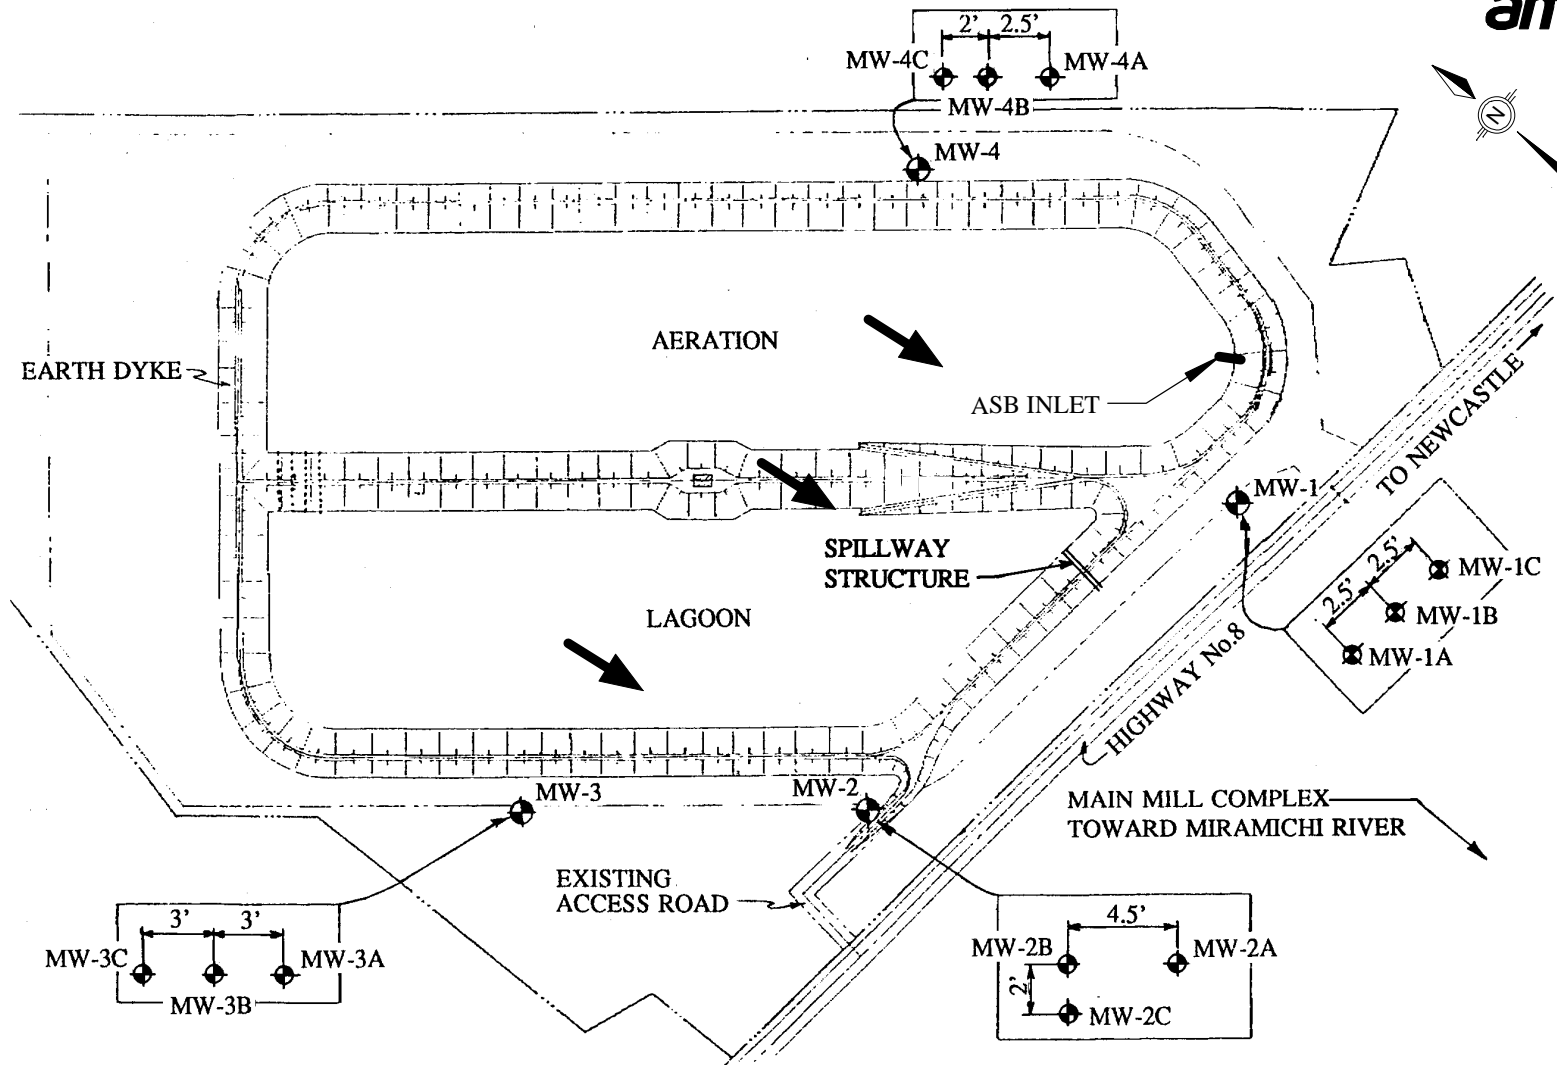 2' 2.5'
MW-4C MW-4A
MW-4B
N
MW-4
AERATION
EARTH DYKE
ASB INLET
TO NEWCASTLE
MW-1
SPILLWAY
STRUCTURE
2.5' 2.5'
MW-1C
MW-1B
MW-1A
LAGOON
HIGHWAY No.8
MW-3
MW-2
MAIN MILL COMPLEX
TOWARD MIRAMICHI RIVER
EXISTING
ACCESS ROAD
3' 3'
MW-3C MW-3A
MW-3B
4.5'
MW-2B MW-2A
2'
MW-2C